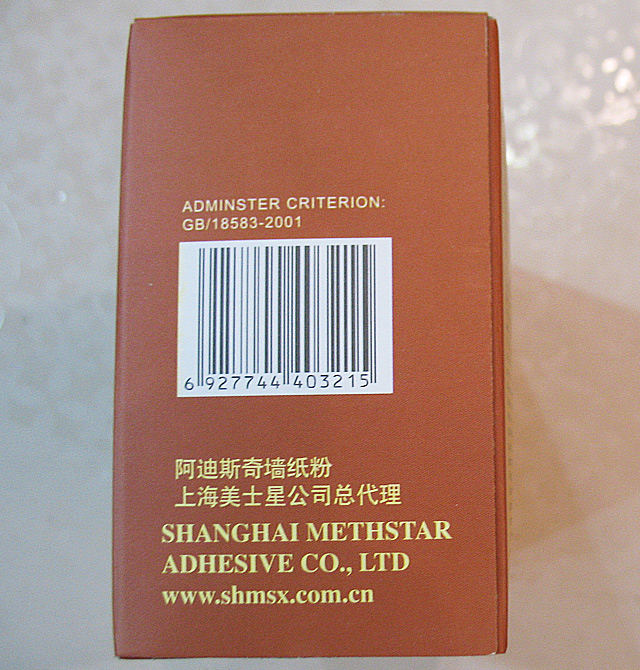 ADMINSTER CRITERION:
GB/18583-2001
6 927744 403215
阿迪斯奇墙纸粉
上海美士星公司总代理
SHANGHAI METHSTAR
ADHESIVE CO., LTD
www.shmsx.com.cn